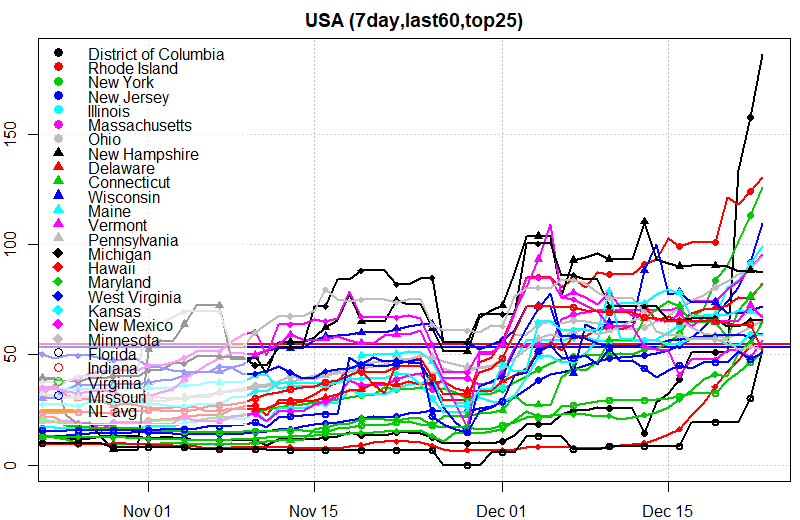 USA (7day,last60,top25)
District of Columbia
Rhode Island
New York
New Jersey
Illinois
Massachusetts
Ohio
New Hampshire
Delaware
Connecticut
Wisconsin
Maine
Vermont
Pennsylvania
Michigan
Hawaii
Maryland
West Virginia
Kansas
New Mexico
Minnesota
Florida
Indiana
Virginia
Missouri
NL avg
150
100
50
0
Nov 01 Nov 15 Dec 01 Dec 15